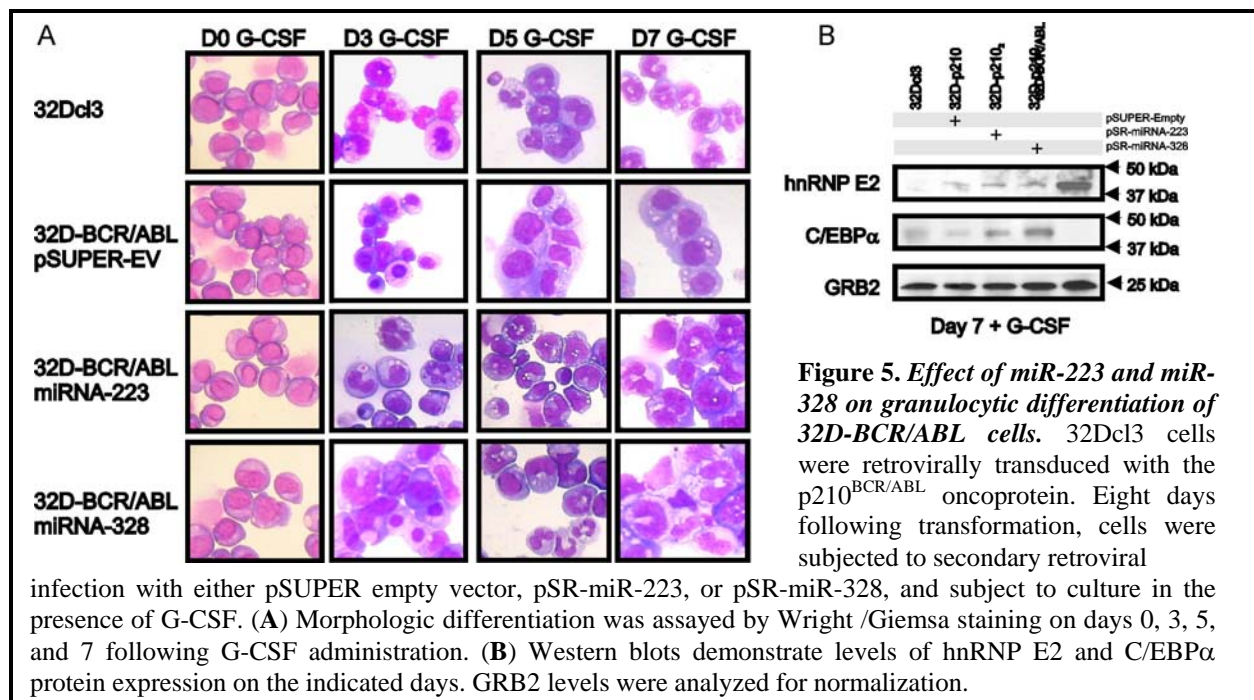 A
D0 G-CSF D3 G-CSF D5 G-CSF D7 G-CSF
32Dcl3
32D-BCR/ABL
pSUPER-EV
32D-BCR/ABL
miRNA-223
32D-BCR/ABL
miRNA-328
B
32Dcl3 32D-p210 32D-p210 32D-p210
+ pSUPER-Empty
+ pSR-miRNA-223
+ pSR-miRNA-328
hnRNP E2 50 kDa
37 kDa
C/EBPα 50 kDa
37 kDa
GRB2 25 kDa
Day 7 + G-CSF
Figure 5. Effect of miR-223 and miR-
328 on granulocytic differentiation of
32D-BCR/ABL cells. 32Dcl3 cells
were retrovirally transduced with the
p210BCR/ABL oncoprotein. Eight days
following transformation, cells were
subjected to secondary retroviral
infection with either pSUPER empty vector, pSR-miR-223, or pSR-miR-328, and subject to culture in the
presence of G-CSF. (A) Morphologic differentiation was assayed by Wright /Giemsa staining on days 0, 3, 5,
and 7 following G-CSF administration. (B) Western blots demonstrate levels of hnRNP E2 and C/EBPα
protein expression on the indicated days. GRB2 levels were analyzed for normalization.